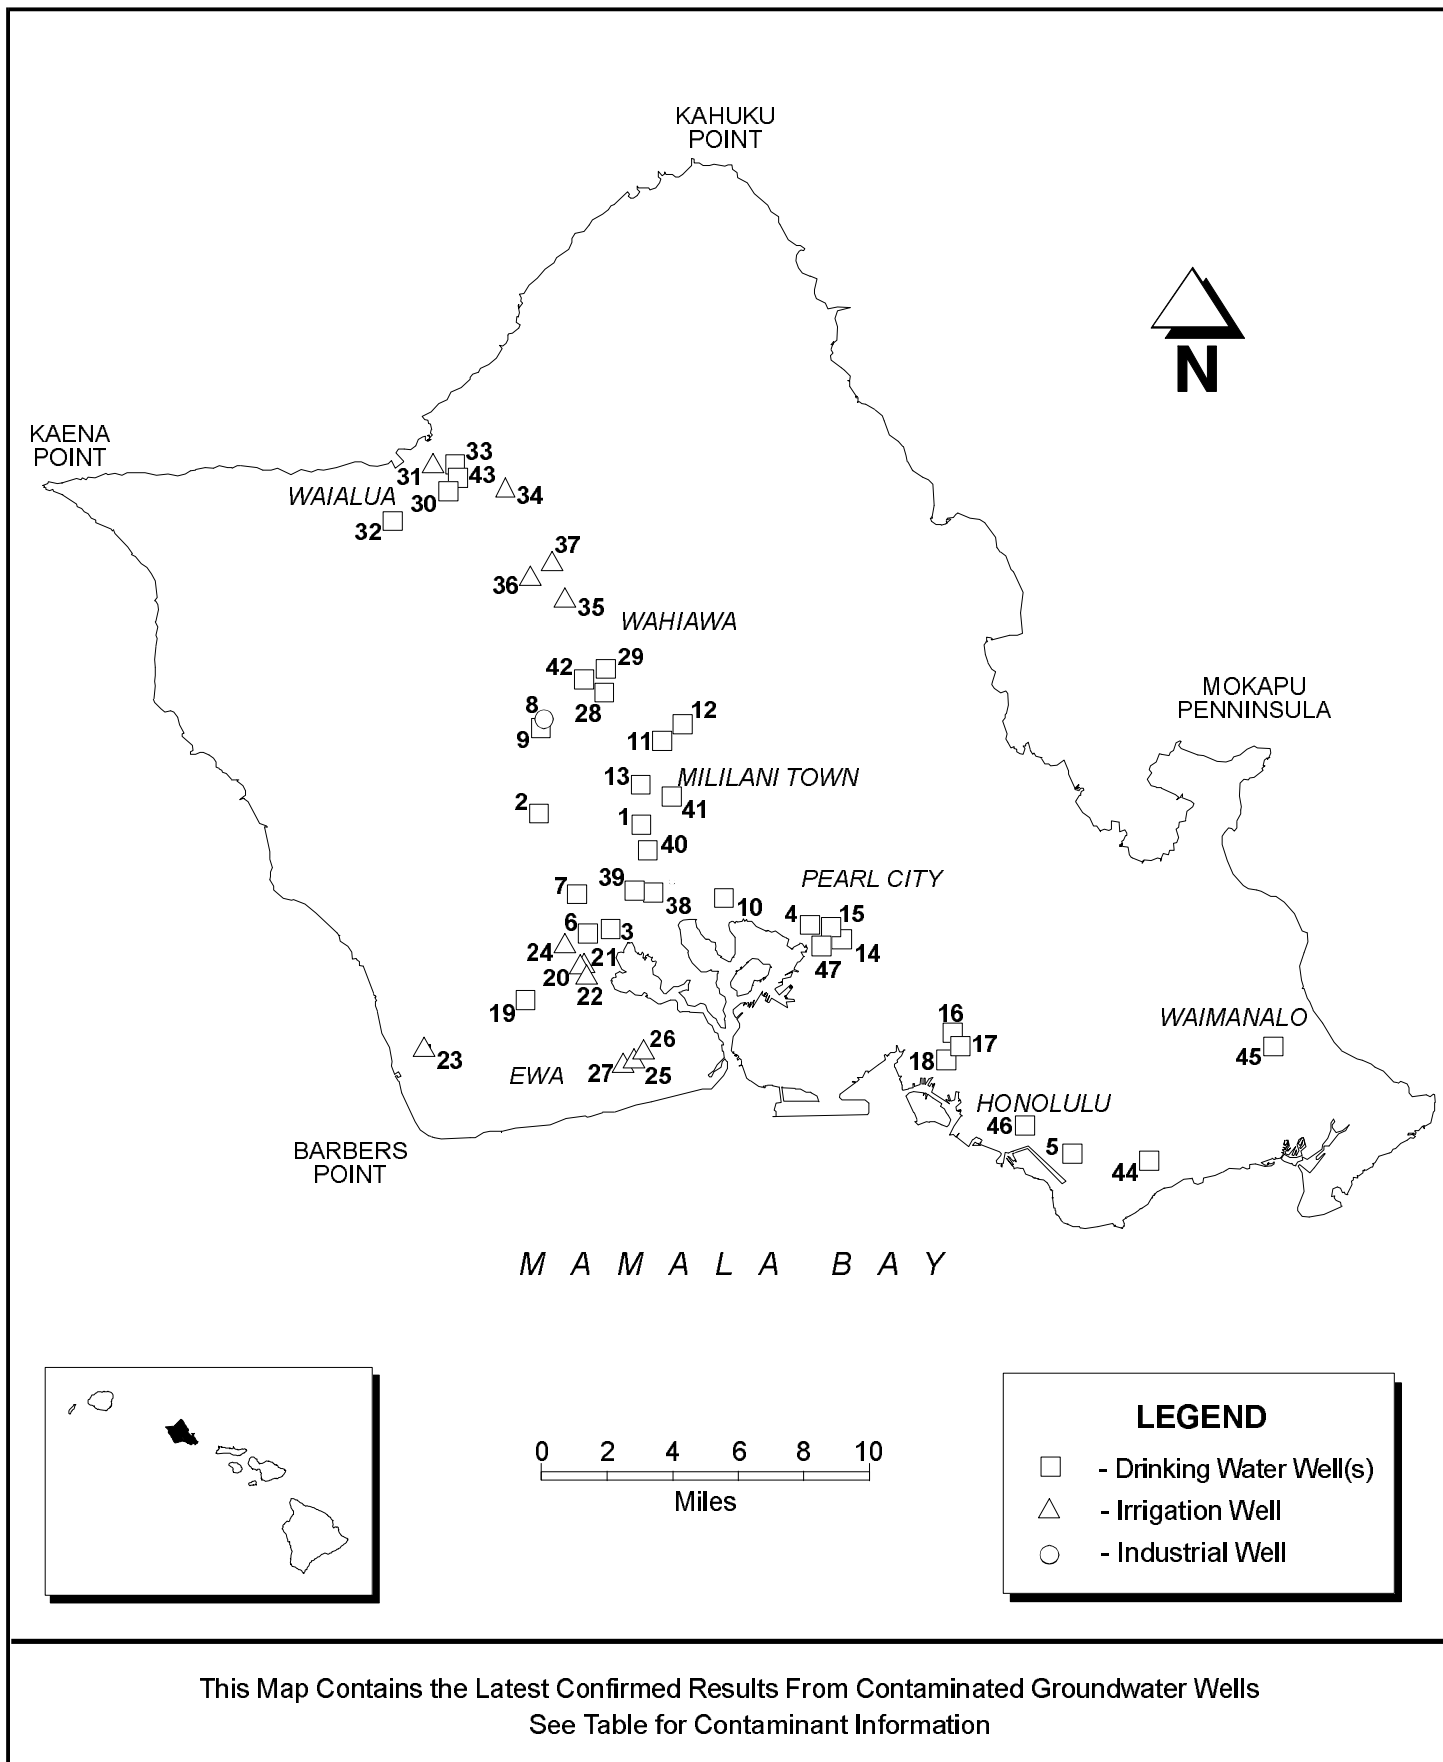 KAHUKU
POINT
N
KAENA
POINT
33
31
43
WAIALUA
30
34
32
37
36
35
WAHIAWA
42
29
28
8
9
12
11
MOKAPU
PENNINSULA
13
MILILANI TOWN
41
2
1
40
7
39
38
10
PEARL CITY
4
15
14
47
6
3
24
21
20
22
19
23
26
27
25
EWA
16
17
18
WAIMANALO
45
HONOLULU
46
5
44
BARBERS
POINT
MAMALA BAY
0 2 4 6 8 10
Miles
LEGEND
- Drinking Water Well(s)
- Irrigation Well
- Industrial Well
This Map Contains the Latest Confirmed Results From Contaminated Groundwater Wells
See Table for Contaminant Information